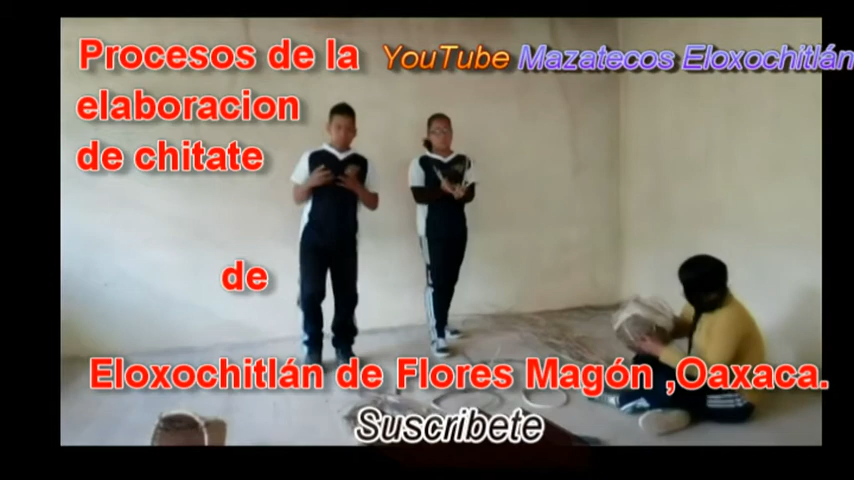 Procesos de la
YouTube Mazatecos Eloxochitlán
elaboracion
de chitate
de
Eloxochitlán de Flores Magón ,Oaxaca.
Suscribete